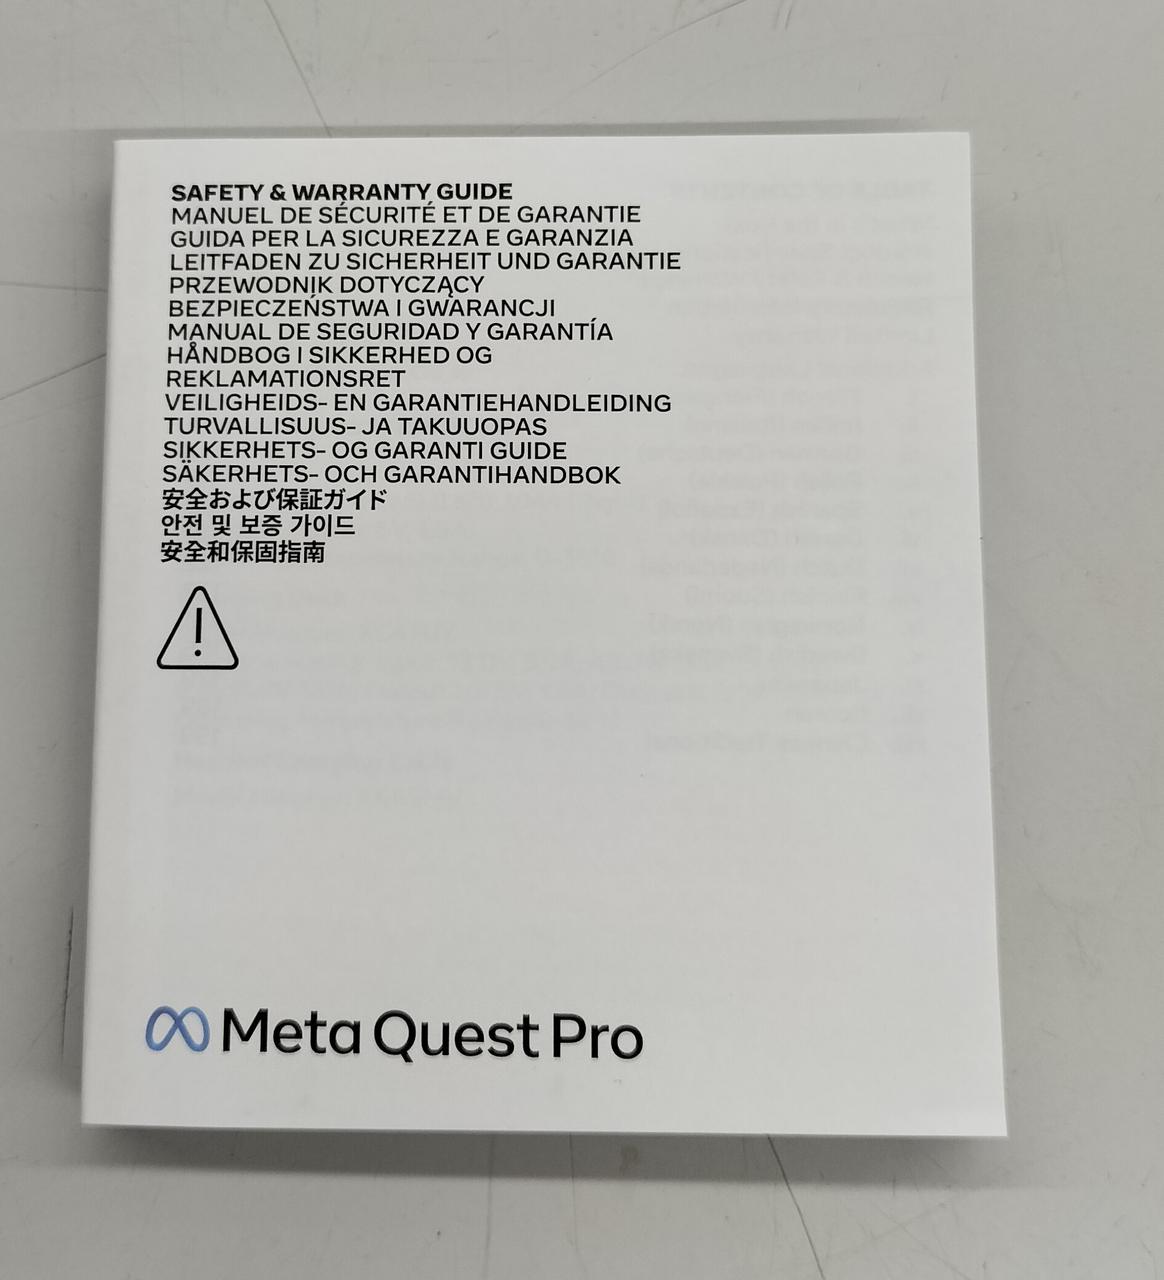 SAFETY & WARRANTY GUIDE
MANUEL DE SÉCURITÉ ET DE GARANTIE
GUIDA PER LA SICUREZZA E GARANZIA
LEITFADEN ZU SICHERHEIT UND GARANTIE
PRZEWODNIK DOTYCZĄCY
BEZPIECZEŃSTWA I GWARANCJI
MANUAL DE SEGURIDAD Y GARANTÍA
HÅNDBOG I SIKKERHED OG
REKLAMATIONSRET
VEILIGHEIDS- EN GARANTIEHANDLEIDING
TURVALLISUUS- JA TAKUUOPAS
SIKKERHETS- OG GARANTI GUIDE
SÄKERHETS- OCH GARANTIHANDBOK
安全および保証ガイド
안전 및 보증 가이드
安全和保固指南
Meta Quest Pro